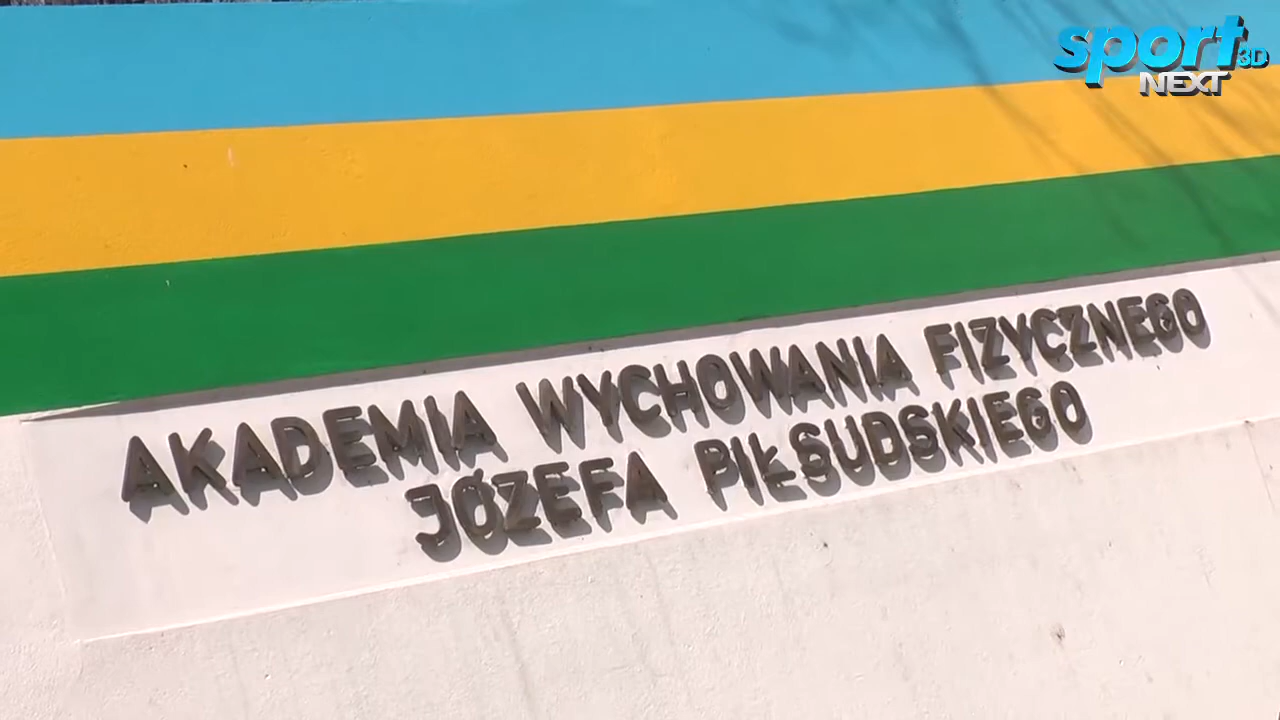 sport
3D
NEXT
AKADEMIA WYCHOWANIA FIZYCZNEGO
JÓZEFA PIŁSUDSKIEGO